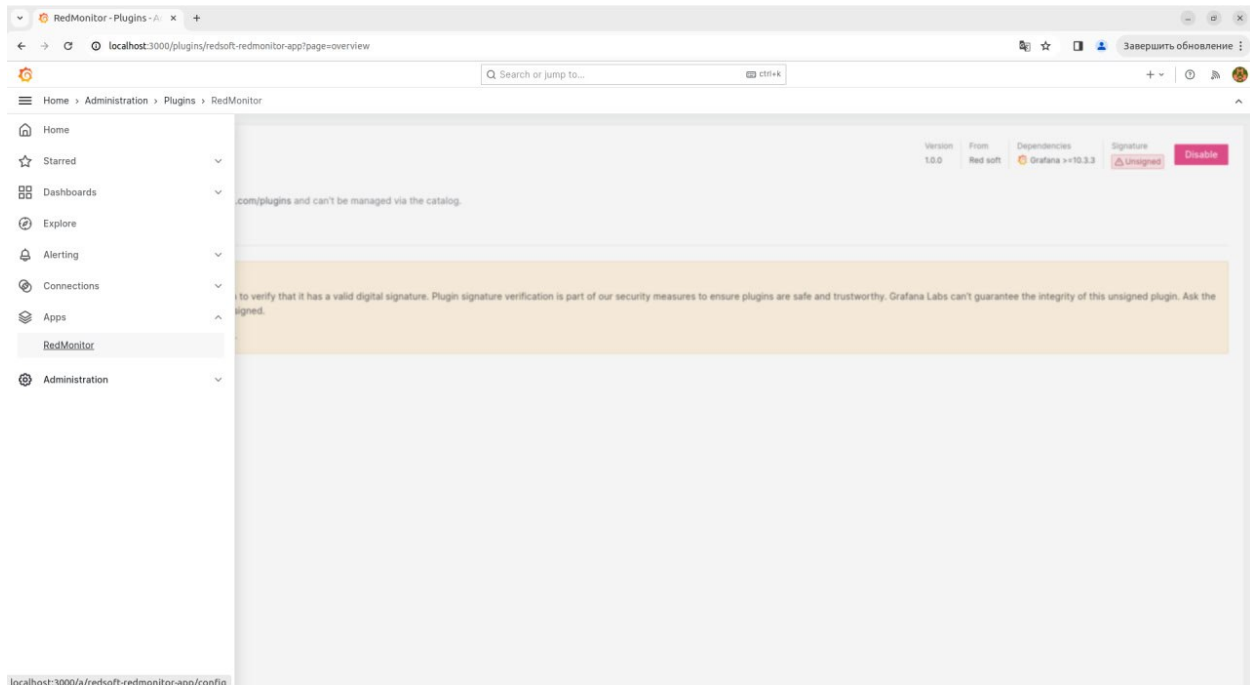 RedMonitor - Plugins - A
localhost:3000/plugins/redsoft-redmonitor-app?page=overview
Завершить обновление
Search or jump to...
ctrl+k
Home › Administration › Plugins › RedMonitor
Home
Starred
Dashboards
Explore
Alerting
Connections
Apps
RedMonitor
Administration
Version
1.0.0
From
Red soft
Dependencies
Grafana >=10.3.3
Signature
Unsigned
Disable
.com/plugins and can't be managed via the catalog.
to verify that it has a valid digital signature. Plugin signature verification is part of our security measures to ensure plugins are safe and trustworthy. Grafana Labs can't guarantee the integrity of this unsigned plugin. Ask the
igned.
localhost:3000/a/redsoft-redmonitor-app/config